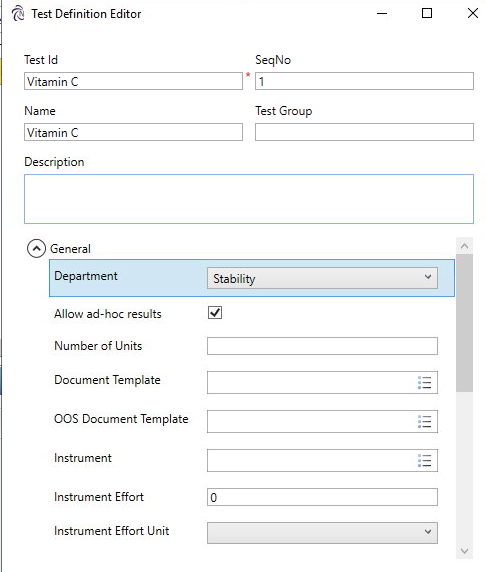 Test Definition Editor
Test Id
SeqNo
Vitamin C * 1
Name
Test Group
Vitamin C
Description
General
Department
Stability
Allow ad-hoc results
Number of Units
Document Template
OOS Document Template
Instrument
Instrument Effort
0
Instrument Effort Unit